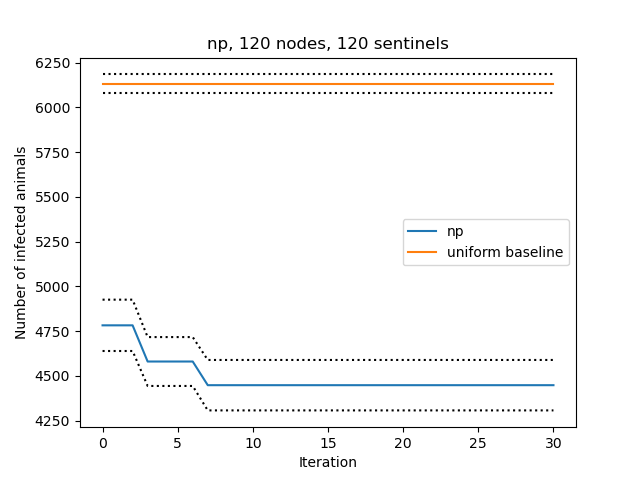 np, 120 nodes, 120 sentinels
6250
6000
5750
5500
5250
5000
4750
4500
4250
Number of infected animals
np
uniform baseline
0 5 10 15 20 25 30
Iteration